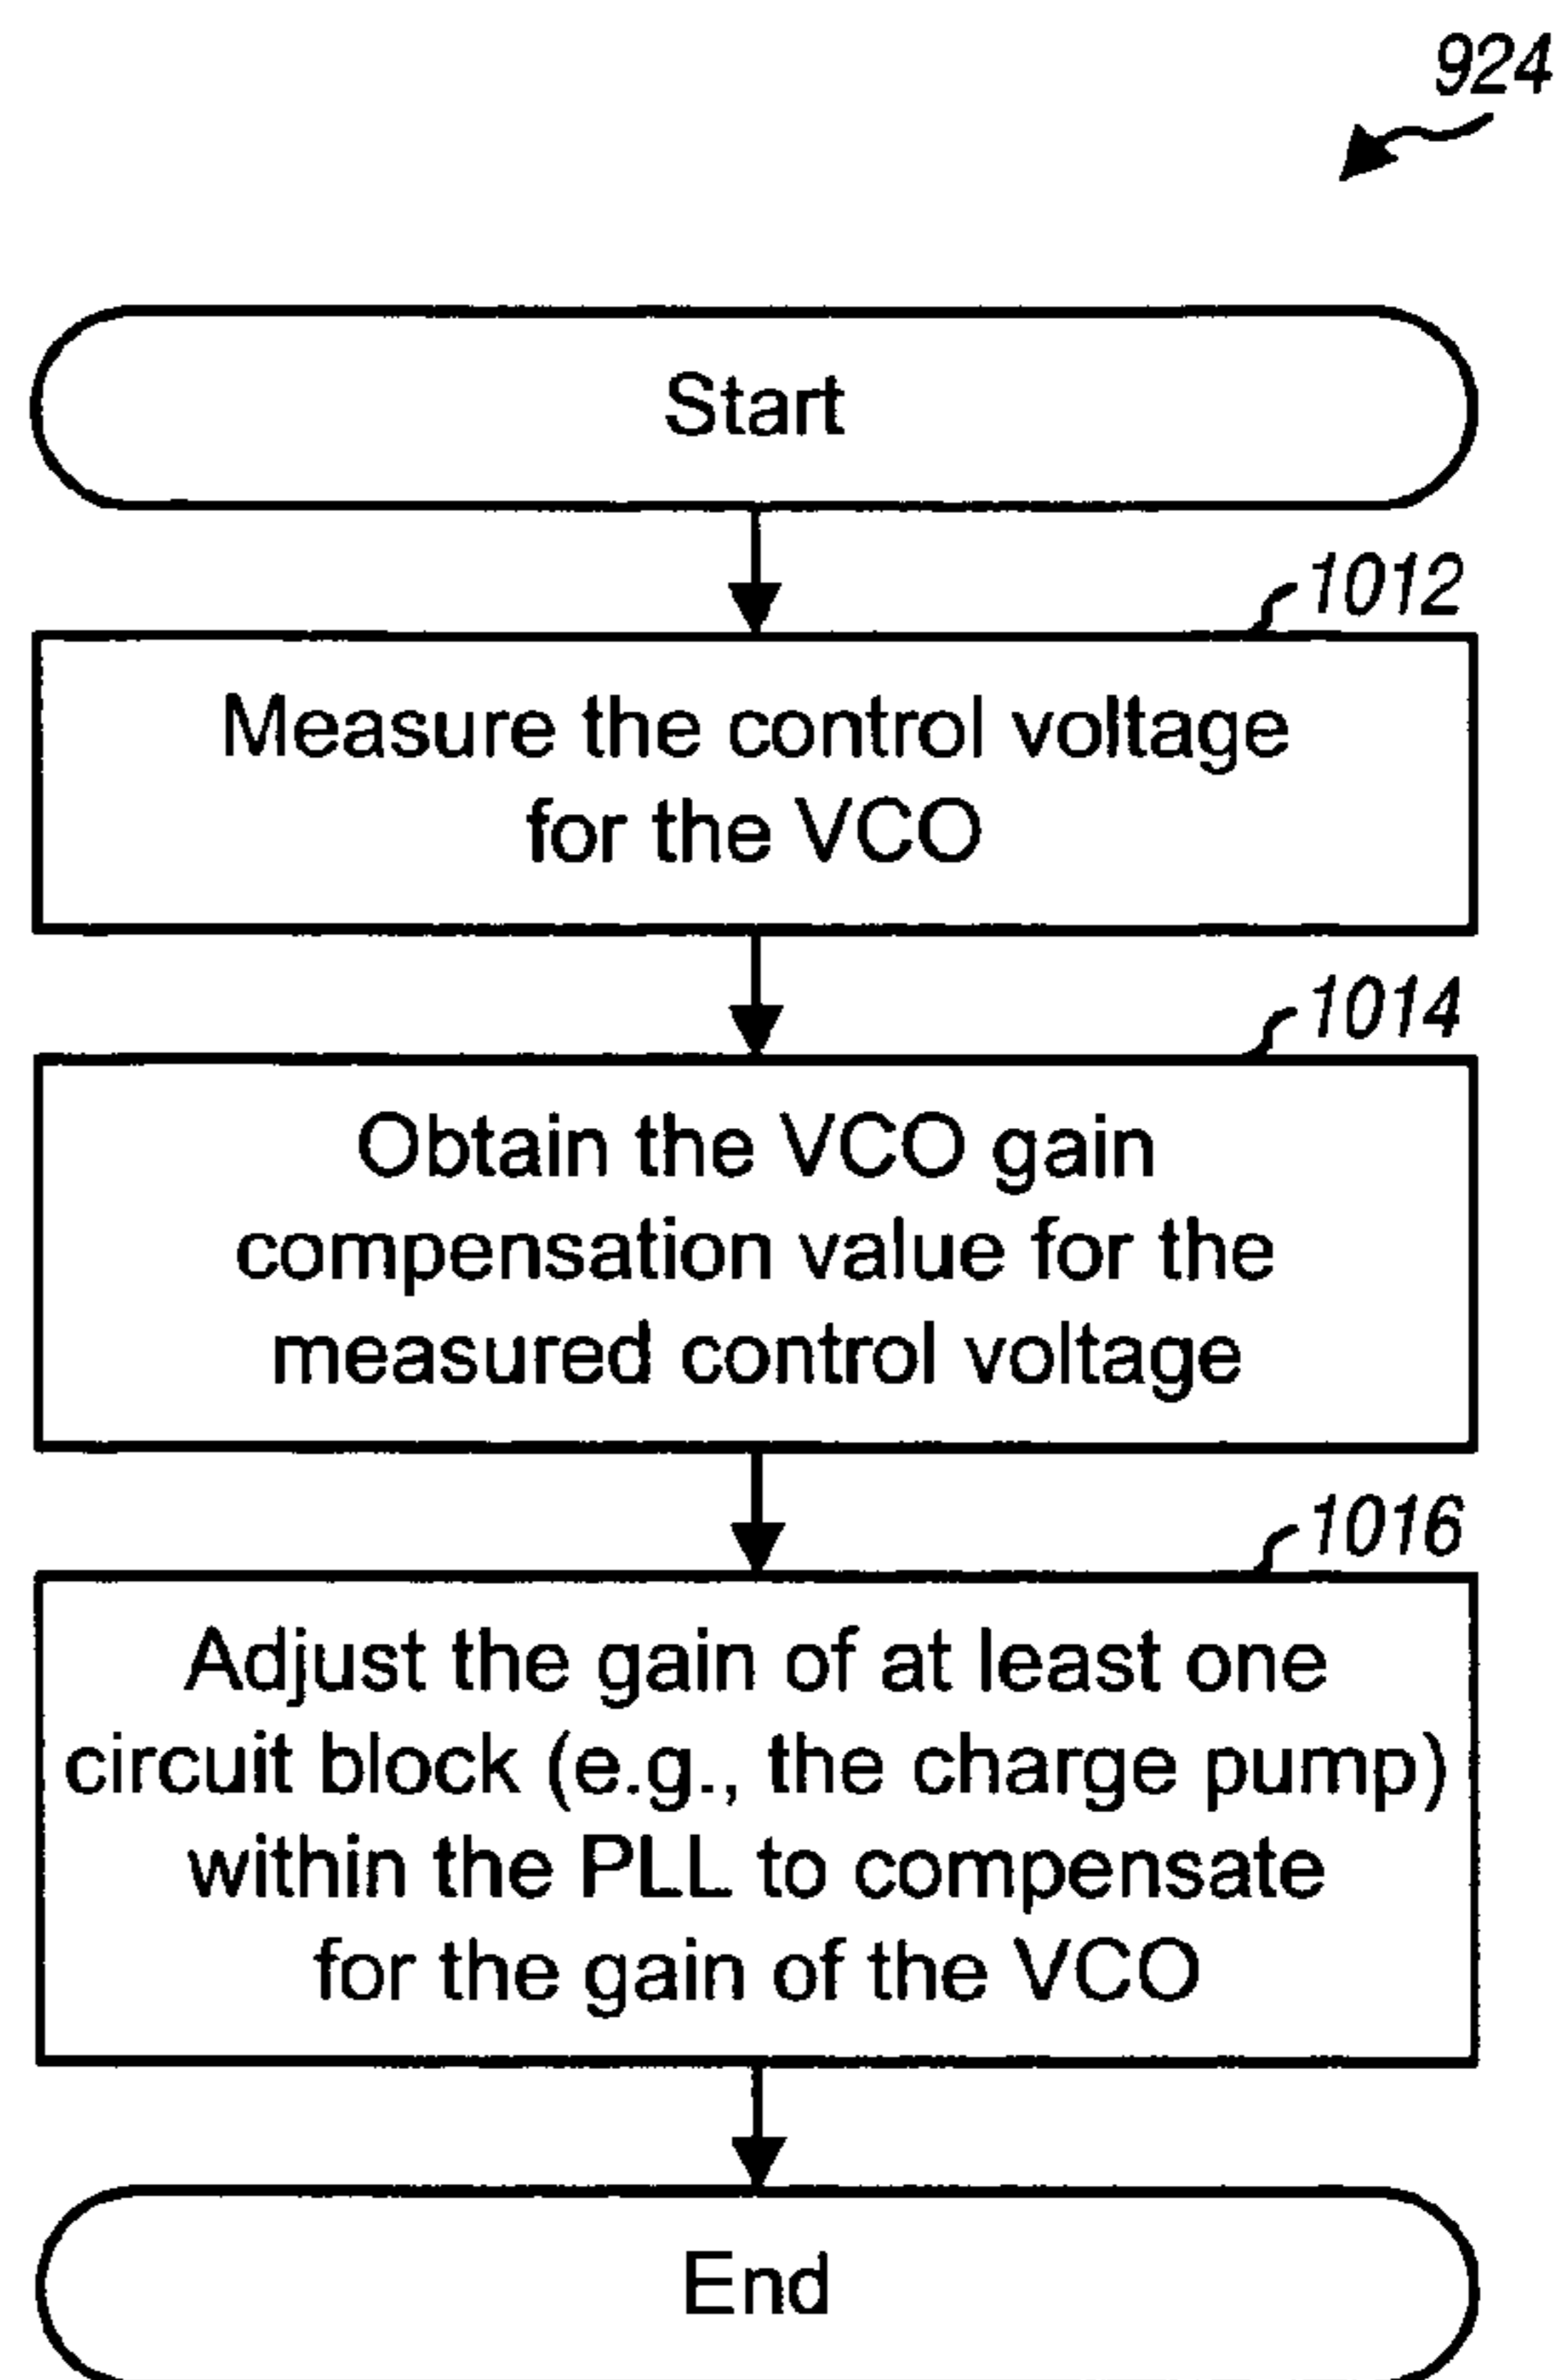 924
Start
1012
Measure the control voltage
for the VCO
1014
Obtain the VCO gain
compensation value for the
measured control voltage
1016
Adjust the gain of at least one
circuit block (e.g., the charge pump)
within the PLL to compensate
for the gain of the VCO
End